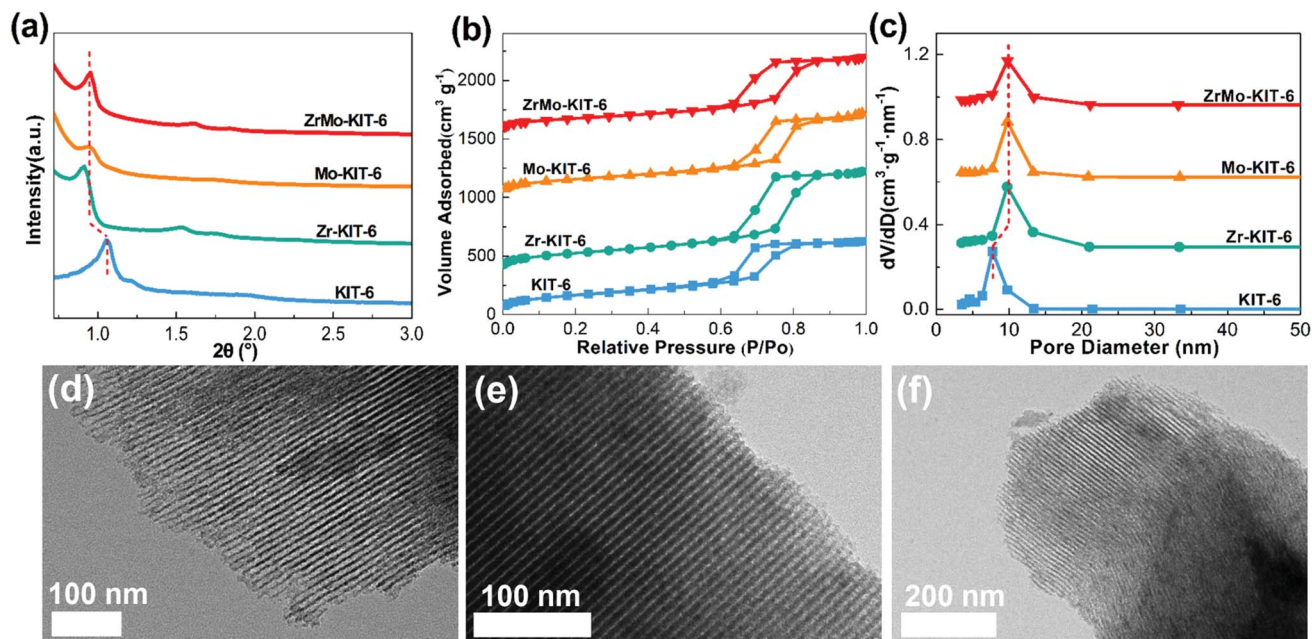 (a)
Intensity(a.u.)
ZrMo-KIT-6
Mo-KIT-6
Zr-KIT-6
KIT-6
1.0 1.5 2.0 2.5 3.0
2θ (°)
(b)
Volume Adsorbed(cm³ g⁻¹)
2000
1500
1000
500
0
ZrMo-KIT-6
Mo-KIT-6
Zr-KIT-6
KIT-6
0.0 0.2 0.4 0.6 0.8 1.0
Relative Pressure (P/Po)
(c)
dV/dD(cm³·g⁻¹·nm⁻¹)
1.2
0.8
0.4
0.0
ZrMo-KIT-6
Mo-KIT-6
Zr-KIT-6
KIT-6
0 10 20 30 40 50
Pore Diameter (nm)
(d)
100 nm
(e)
100 nm
(f)
200 nm